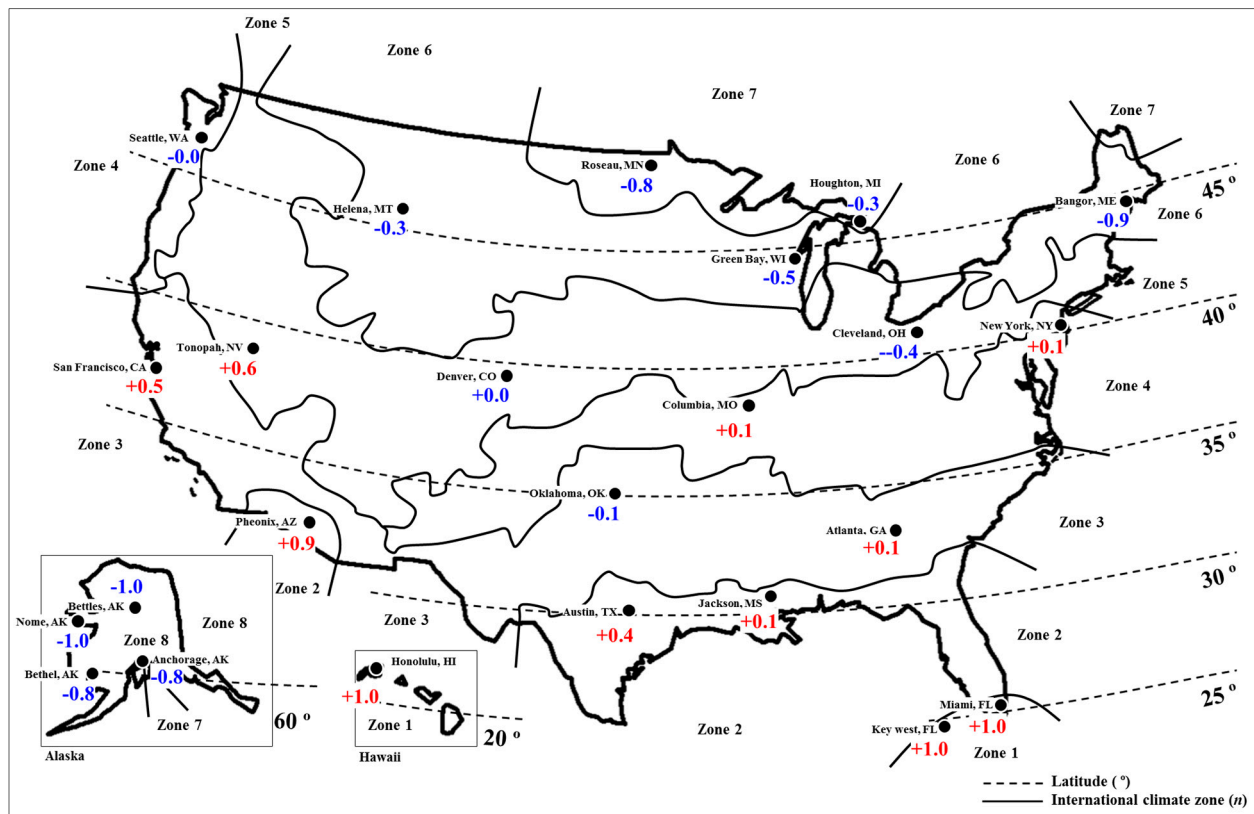 Zone 5
Zone 6
Zone 7
Zone 7
Seattle, WA
-0.0
Zone 4
Roseau, MN
-0.8
Zone 6
Houghton, MI
-0.3
45 º
Helena, MT
-0.3
Bangor, ME
-0.9
Zone 6
Green Bay, WI
-0.5
Zone 5
40 º
Cleveland, OH
--0.4
New York, NY
+0.1
Tonopah, NV
+0.6
San Francisco, CA
+0.5
Denver, CO
+0.0
Zone 4
Columbia, MO
+0.1
35 º
Zone 3
Oklahoma, OK
-0.1
Pheonix, AZ
+0.9
Atlanta, GA
+0.1
Zone 3
30 º
Zone 2
Zone 3
Austin, TX
+0.4
Jackson, MS
+0.1
Zone 2
25 º
-1.0
Bettles, AK
Nome, AK
-1.0
Zone 8
Zone 8
Anchorage, AK
-0.8
Bethel, AK
-0.8
Zone 7
60 º
Alaska
Honolulu, HI
+1.0
Zone 1
20 º
Hawaii
Zone 2
Miami, FL
+1.0
Key west, FL
+1.0
Zone 1
Latitude ( º)
International climate zone (n)